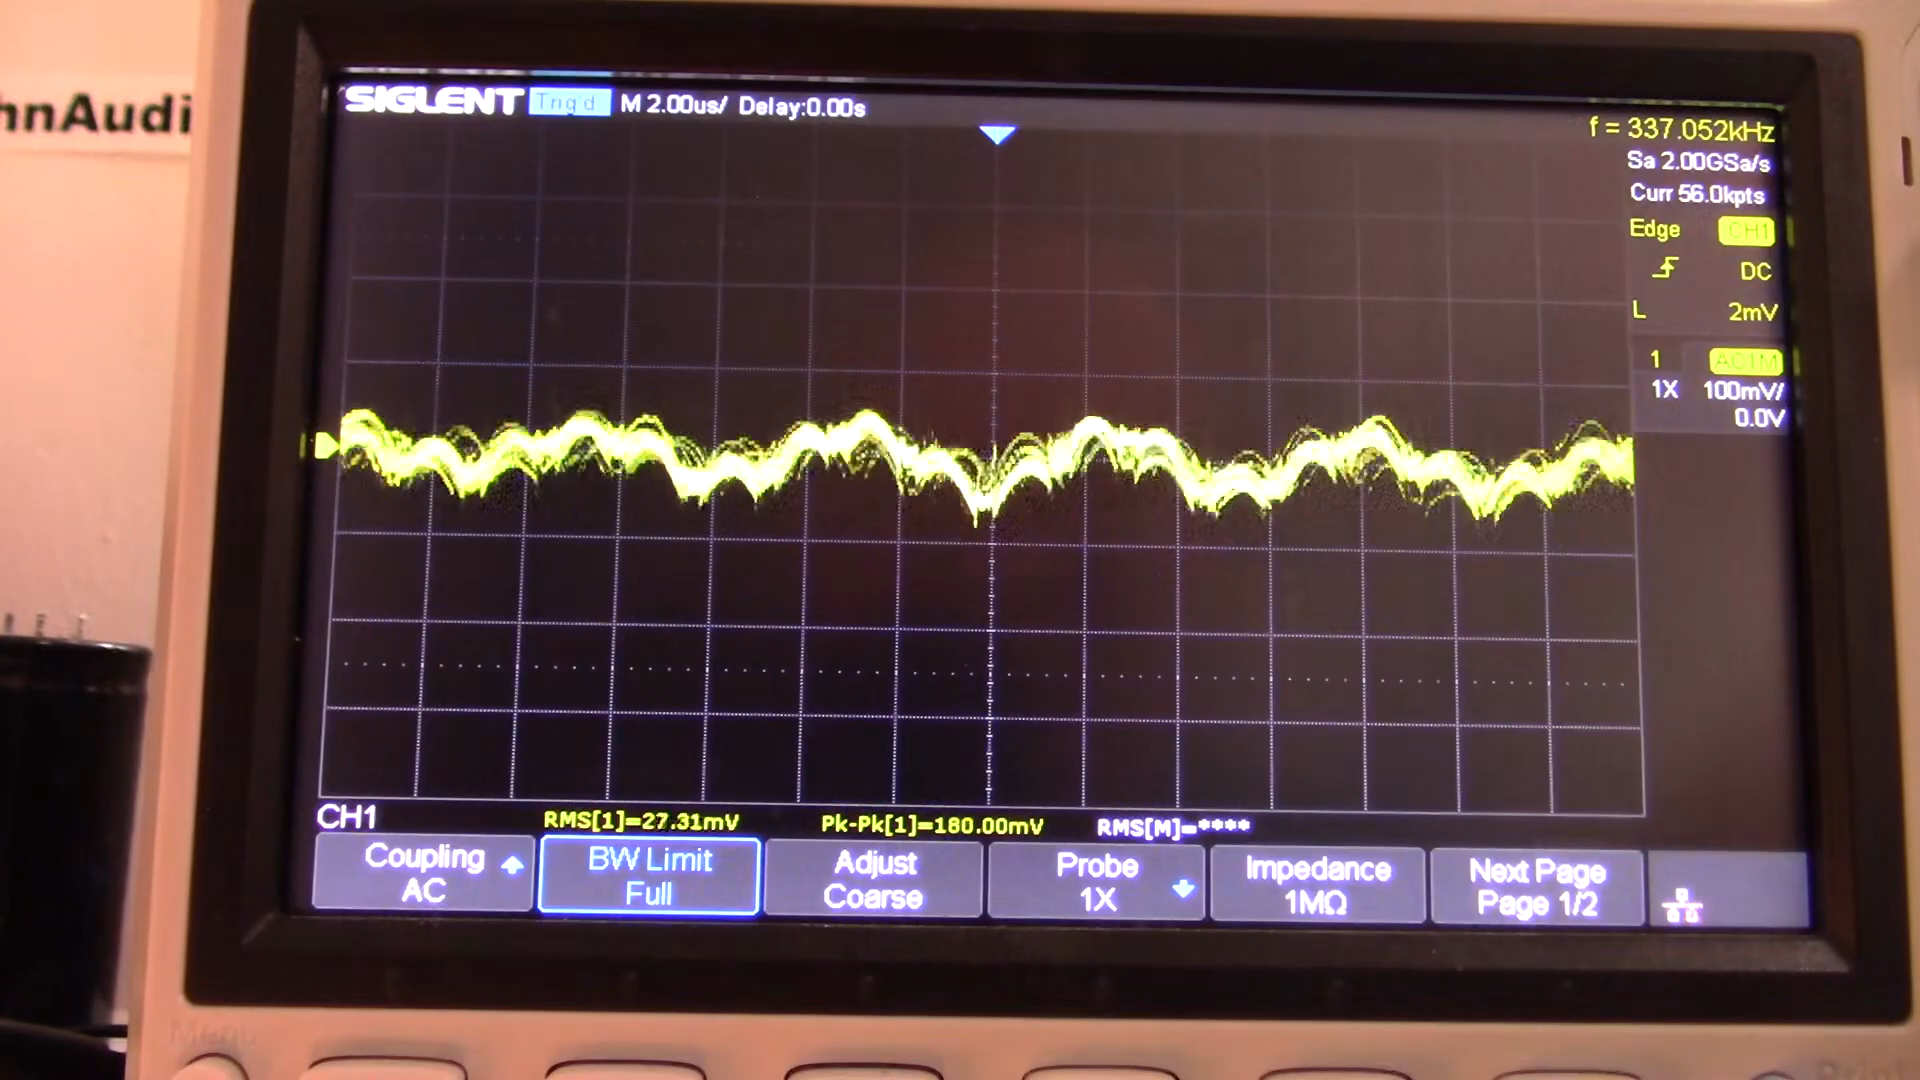 hnAudi
SIGLENT Trig'd M 2.00us/ Delay:0.00s
f = 337.052kHz
Sa 2.00GSa/s
Curr 56.0kpts
Edge CH1
DC
L 2mV
1 AC1M
1X 100mV/
0.0V
CH1 RMS[1]=27.31mV Pk-Pk[1]=180.00mV RMS[M]=****
Coupling
AC
BW Limit
Full
Adjust
Coarse
Probe
1X
Impedance
1MΩ
Next Page
Page 1/2
Menu
Print